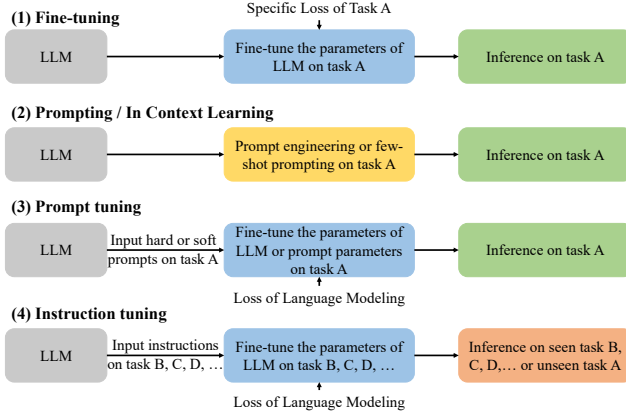 Specific Loss of Task A
(1) Fine-tuning
LLM
Fine-tune the parameters of
LLM on task A
Inference on task A
(2) Prompting / In Context Learning
LLM
Prompt engineering or few-
shot prompting on task A
Inference on task A
(3) Prompt tuning
LLM
Input hard or soft
prompts on task A
Fine-tune the parameters of
LLM or prompt parameters
on task A
Inference on task A
Loss of Language Modeling
(4) Instruction tuning
LLM
Input instructions
on task B, C, D, …
Fine-tune the parameters of
LLM on task B, C, D, …
Inference on seen task B,
C, D,… or unseen task A
Loss of Language Modeling